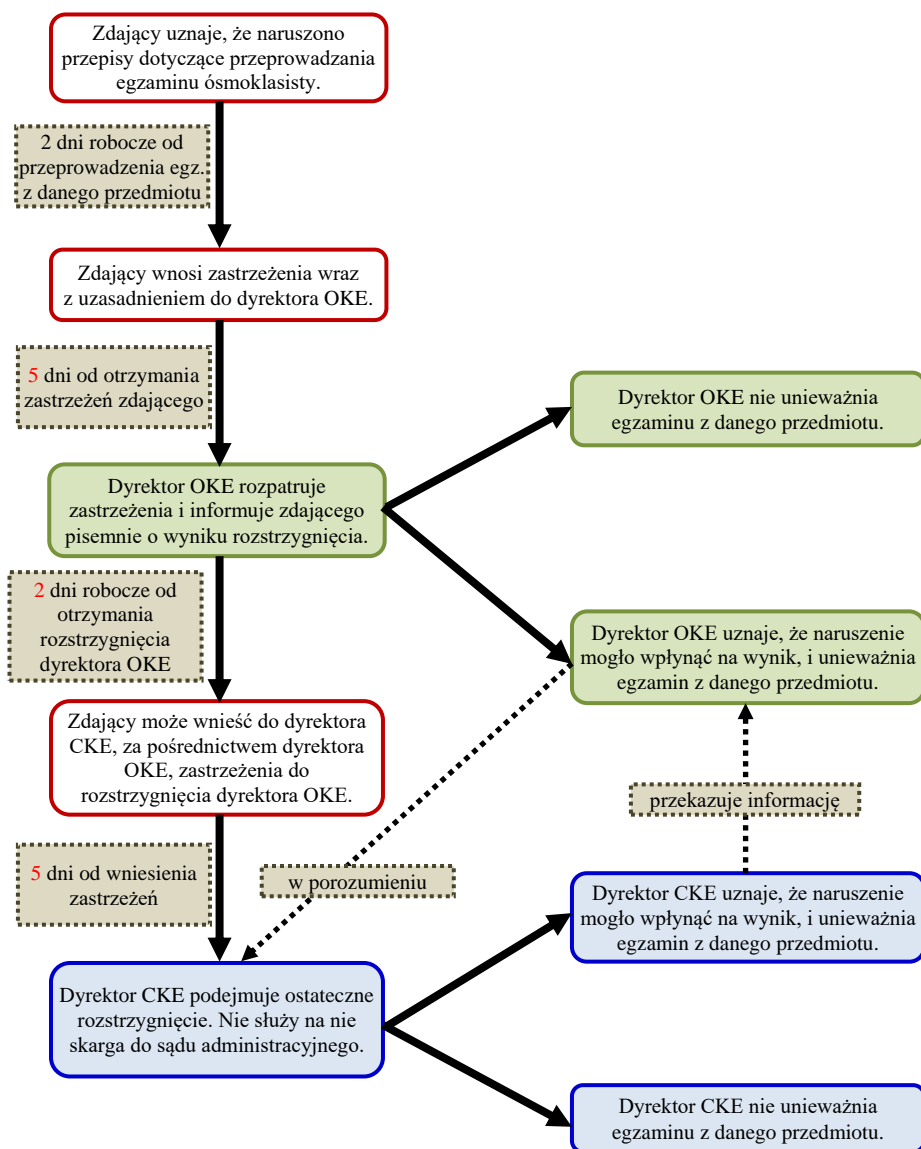 Zdający uznaje, że naruszono
przepisy dotyczące przeprowadzania
egzaminu ósmoklasisty.
2 dni robocze od
przeprowadzenia egz.
z danego przedmiotu
Zdający wnosi zastrzeżenia wraz
z uzasadnieniem do dyrektora OKE.
5 dni od otrzymania
zastrzeżeń zdającego
Dyrektor OKE nie unieważnia
egzaminu z danego przedmiotu.
Dyrektor OKE rozpatruje
zastrzeżenia i informuje zdającego
pisemnie o wyniku rozstrzygnięcia.
2 dni robocze od
otrzymania
rozstrzygnięcia
dyrektora OKE
Dyrektor OKE uznaje, że naruszenie
mogło wpłynąć na wynik, i unieważnia
egzamin z danego przedmiotu.
Zdający może wnieść do dyrektora
CKE, za pośrednictwem dyrektora
OKE, zastrzeżenia do
rozstrzygnięcia dyrektora OKE.
przekazuje informację
5 dni od wniesienia
zastrzeżeń
w porozumieniu
Dyrektor CKE uznaje, że naruszenie
mogło wpłynąć na wynik, i unieważnia
egzamin z danego przedmiotu.
Dyrektor CKE podejmuje ostateczne
rozstrzygnięcie. Nie służy na nie
skarga do sądu administracyjnego.
Dyrektor CKE nie unieważnia
egzaminu z danego przedmiotu.